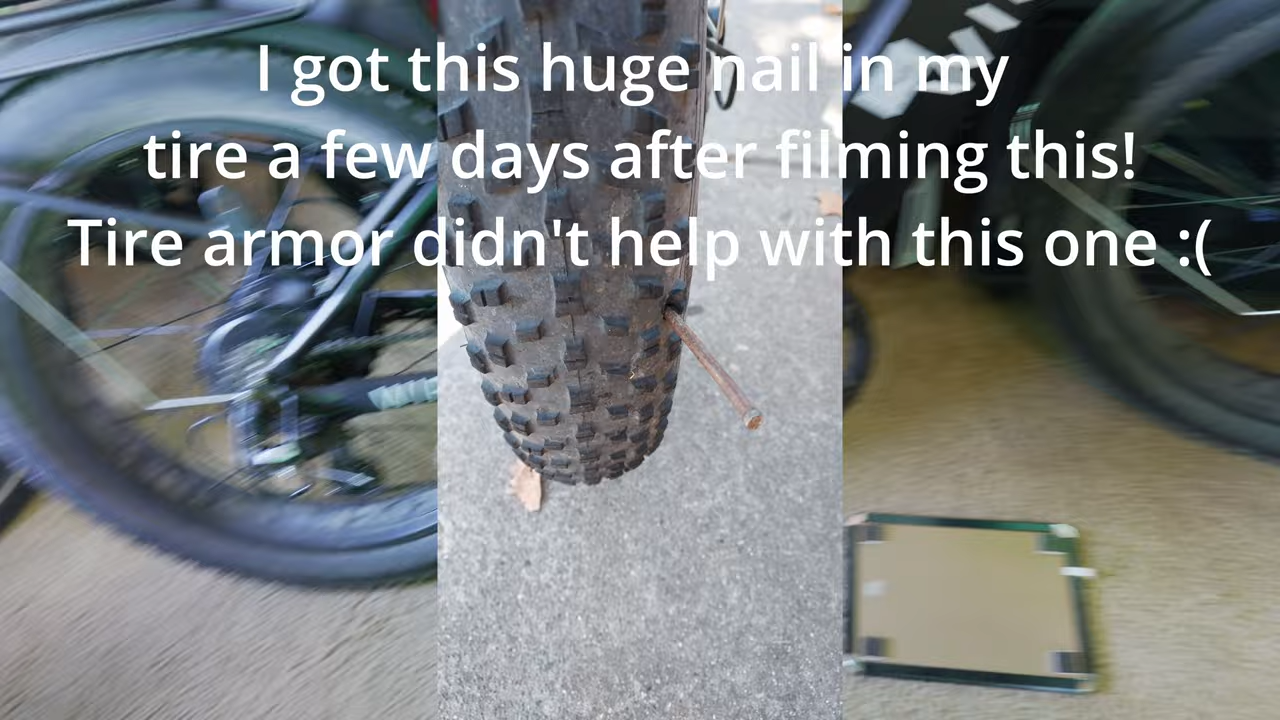 I got this huge nail in my
tire a few days after filming this!
Tire armor didn't help with this one :(